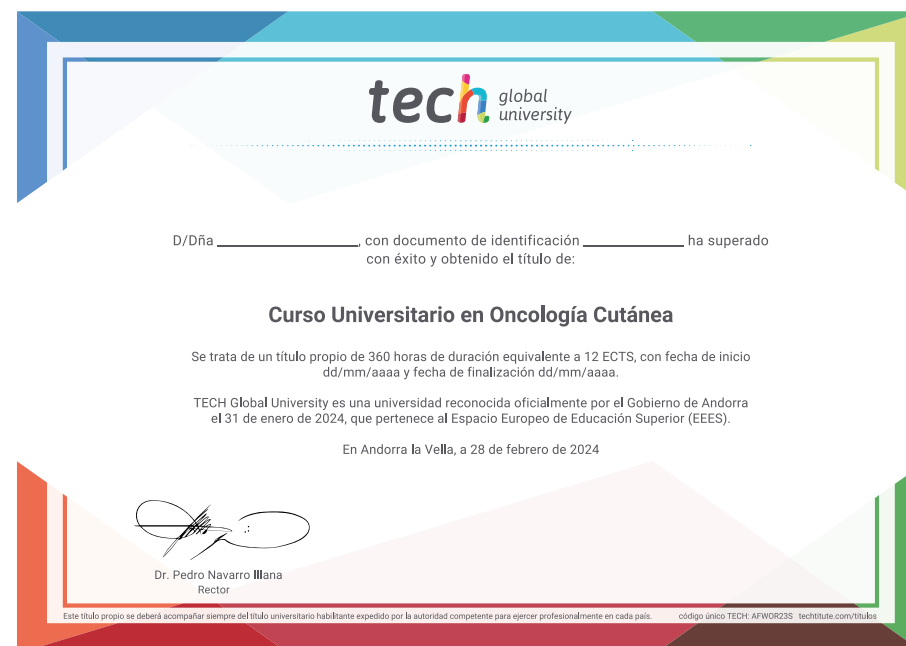 tech global university
D/Dña , con documento de identificación ha superado
con éxito y obtenido el título de:
Curso Universitario en Oncología Cutánea
Se trata de un título propio de 360 horas de duración equivalente a 12 ECTS, con fecha de inicio
dd/mm/aaaa y fecha de finalización dd/mm/aaaa.
TECH Global University es una universidad reconocida oficialmente por el Gobierno de Andorra
el 31 de enero de 2024, que pertenece al Espacio Europeo de Educación Superior (EEES).
En Andorra la Vella, a 28 de febrero de 2024
Dr. Pedro Navarro Illana
Rector
Este título propio se deberá acompañar siempre del título universitario habilitante expedido por la autoridad competente para ejercer profesionalmente en cada país. código único TECH: AFWOR23S techtitute.com/titulos